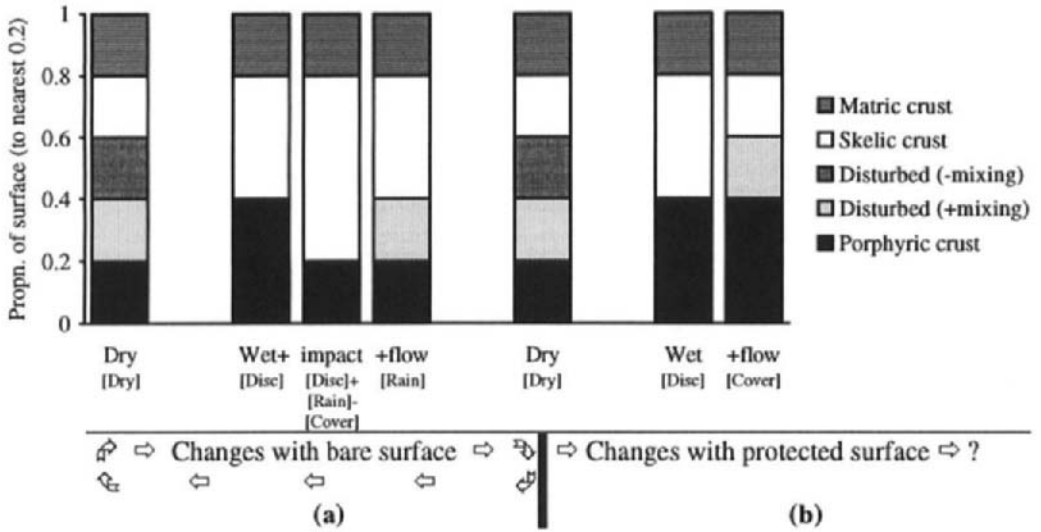 Propn. of surface (to nearest 0.2)
1
0.8
0.6
0.4
0.2
0
Matric crust
Skelic crust
Disturbed (-mixing)
Disturbed (+mixing)
Porphyric crust
Dry Wet+ impact +flow Dry Wet +flow
[Dry] [Disc] [Disc]+ [Rain] [Dry] [Disc] [Cover]
[Rain]-
[Cover]
⇨ Changes with bare surface ⇨ ⇨ Changes with protected surface ⇨ ?
(a) (b)